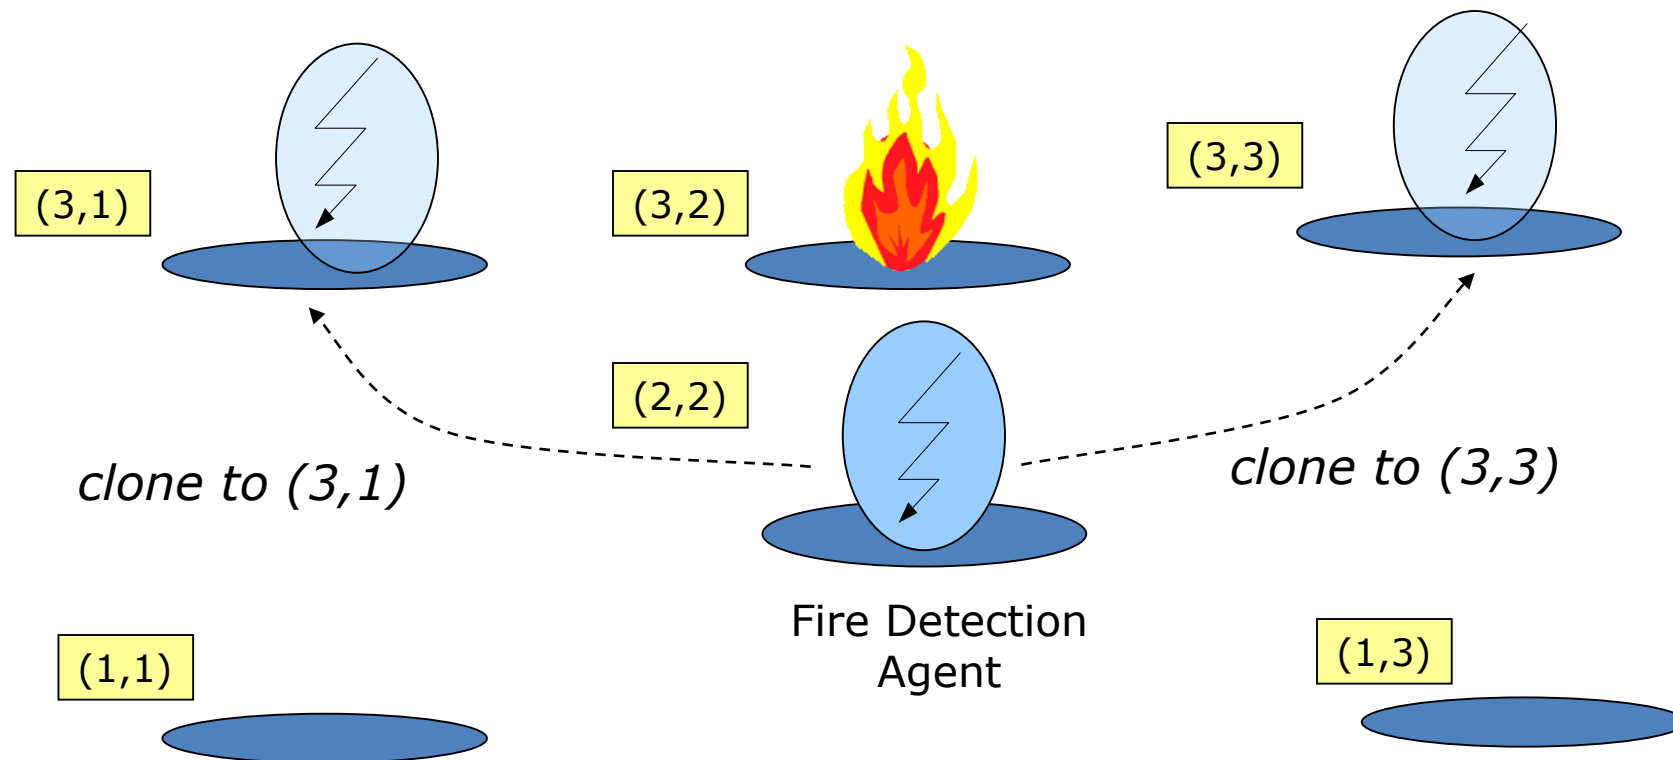 (3,1)
(3,2)
(3,3)
(2,2)
clone to (3,1)
clone to (3,3)
Fire Detection
Agent
(1,1)
(1,3)